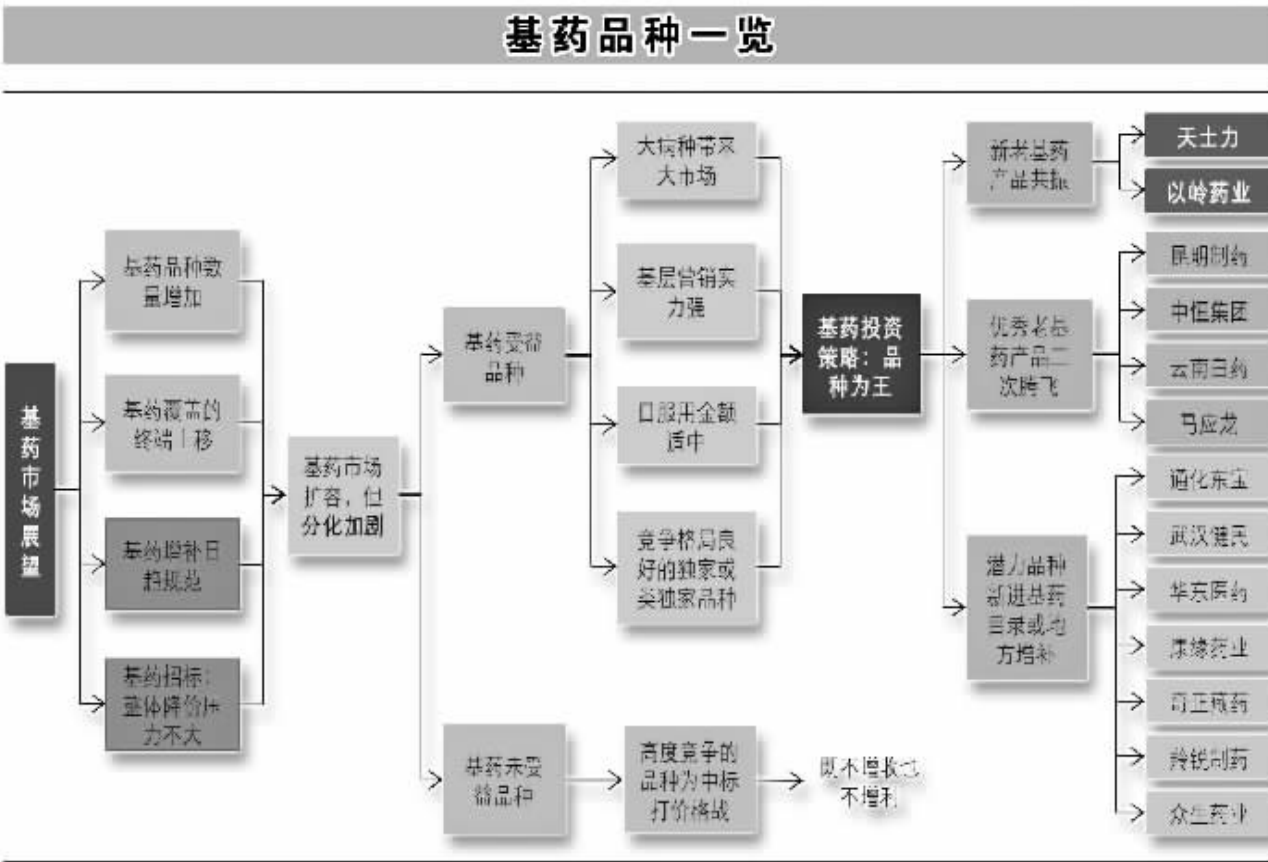 基药品种一览
基药市场展望
基药品种数
量增加
基药覆盖的
终端上移
基药增补日
趋规范
基药招标：
整体降价压
力不大
基药市场
扩容，但
分化加剧
基药受益
品种
基药未受
益品种
大病种带来
大市场
基层营销实
力强
口服用金额
适中
竞争格局良
好的独家或
类独家品种
高度竞争的
品种为中标
打价格战
既不增收也
不增利
基药投资
策略：品
种为王
新老基药
产品共振
优秀老基
药产品二
次腾飞
潜力品种
新进基药
目录或地
方增补
天士力
以岭药业
昆明制药
中恒集团
云南白药
马应龙
通化东宝
武汉健民
华东医药
康缘药业
奇正藏药
羚锐制药
众生药业